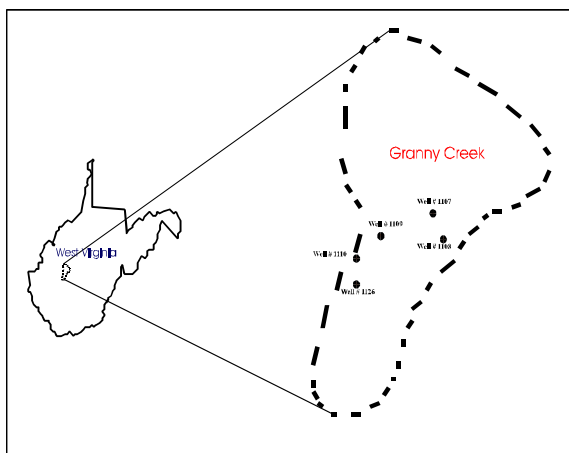 Granny Creek
Well # 1107
Well # 1109
Well # 1108
West Virginia
Well # 1110
Well # 1126